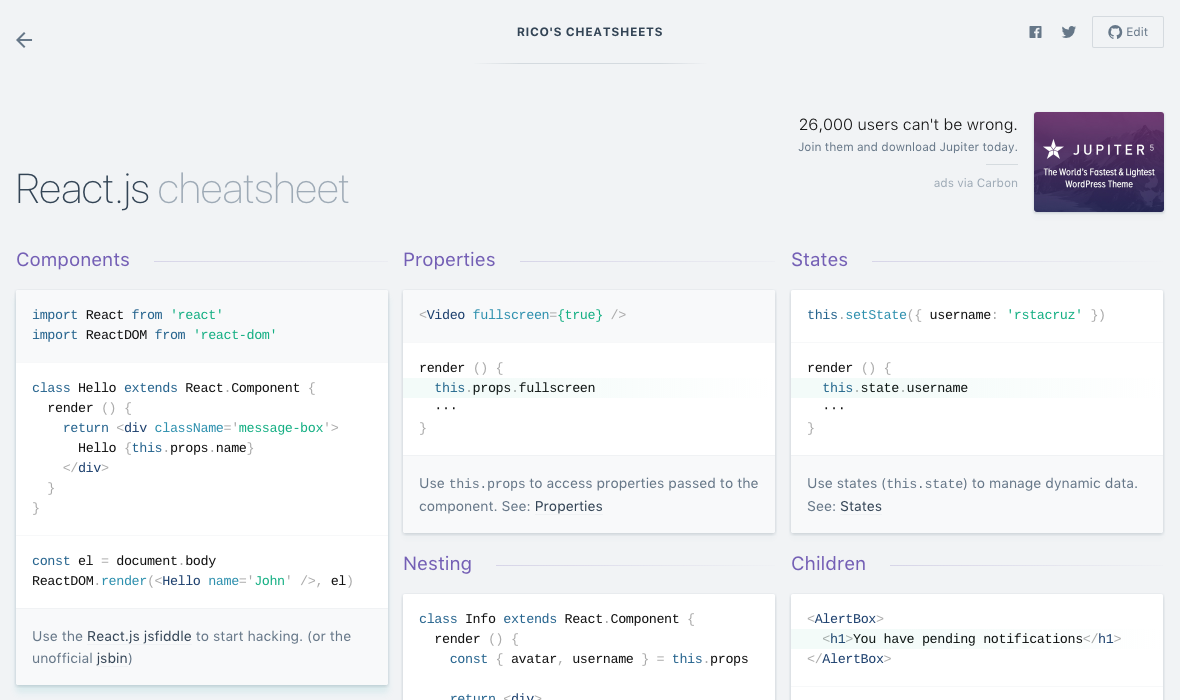 RICO'S CHEATSHEETS
Edit
26,000 users can't be wrong.
Join them and download Jupiter today.
ads via Carbon
JUPITER 5
The World's Fastest & Lightest
WordPress Theme
React.js cheatsheet
Components
import React from 'react'
import ReactDOM from 'react-dom'
class Hello extends React.Component {
  render () {
    return <div className='message-box'>
      Hello {this.props.name}
    </div>
  }
}
const el = document.body
ReactDOM.render(<Hello name='John' />, el)
Use the React.js jsfiddle to start hacking. (or the
unofficial jsbin)
Properties
<Video fullscreen={true} />
render () {
  this.props.fullscreen
  ...
}
Use this.props to access properties passed to the
component. See: Properties
States
this.setState({ username: 'rstacruz' })
render () {
  this.state.username
  ...
}
Use states (this.state) to manage dynamic data.
See: States
Nesting
class Info extends React.Component {
  render () {
    const { avatar, username } = this.props
    return <div>
Children
<AlertBox>
  <h1>You have pending notifications</h1>
</AlertBox>